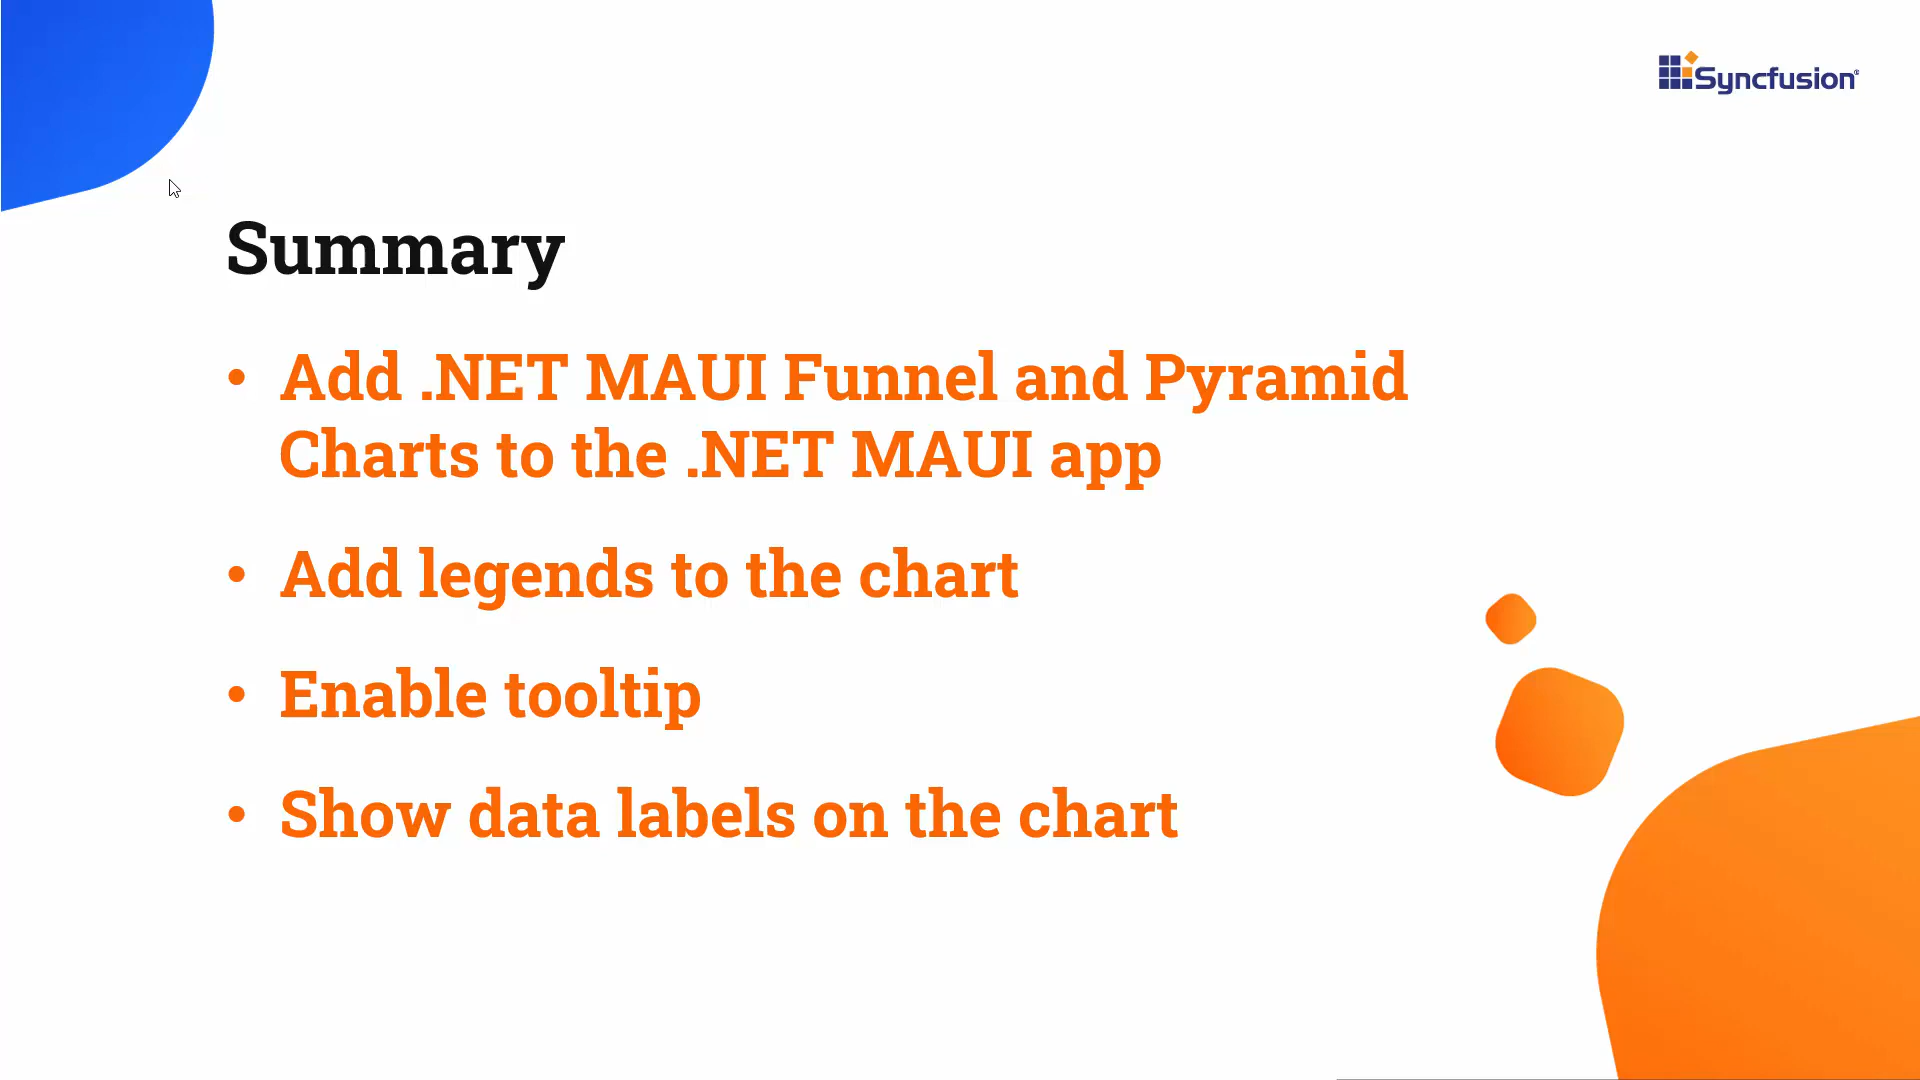 Syncfusion®
Summary
• Add .NET MAUI Funnel and Pyramid
Charts to the .NET MAUI app
• Add legends to the chart
• Enable tooltip
• Show data labels on the chart